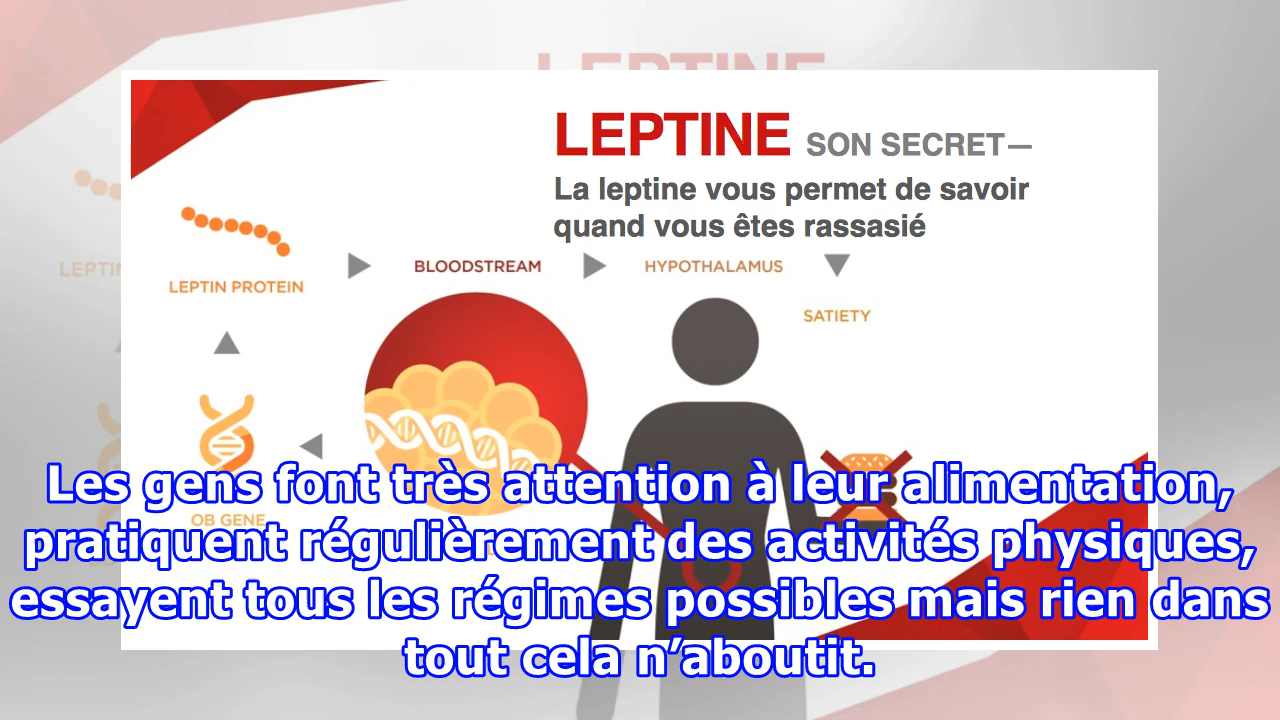 LEPTINE
LEPTINE SON SECRET—
La leptine vous permet de savoir
quand vous êtes rassasié
BLOODSTREAM
HYPOTHALAMUS
LEPTIN PROTEIN
SATIETY
OB GENE
Les gens font très attention à leur alimentation,
pratiquent régulièrement des activités physiques,
essayent tous les régimes possibles mais rien dans
tout cela n’aboutit.